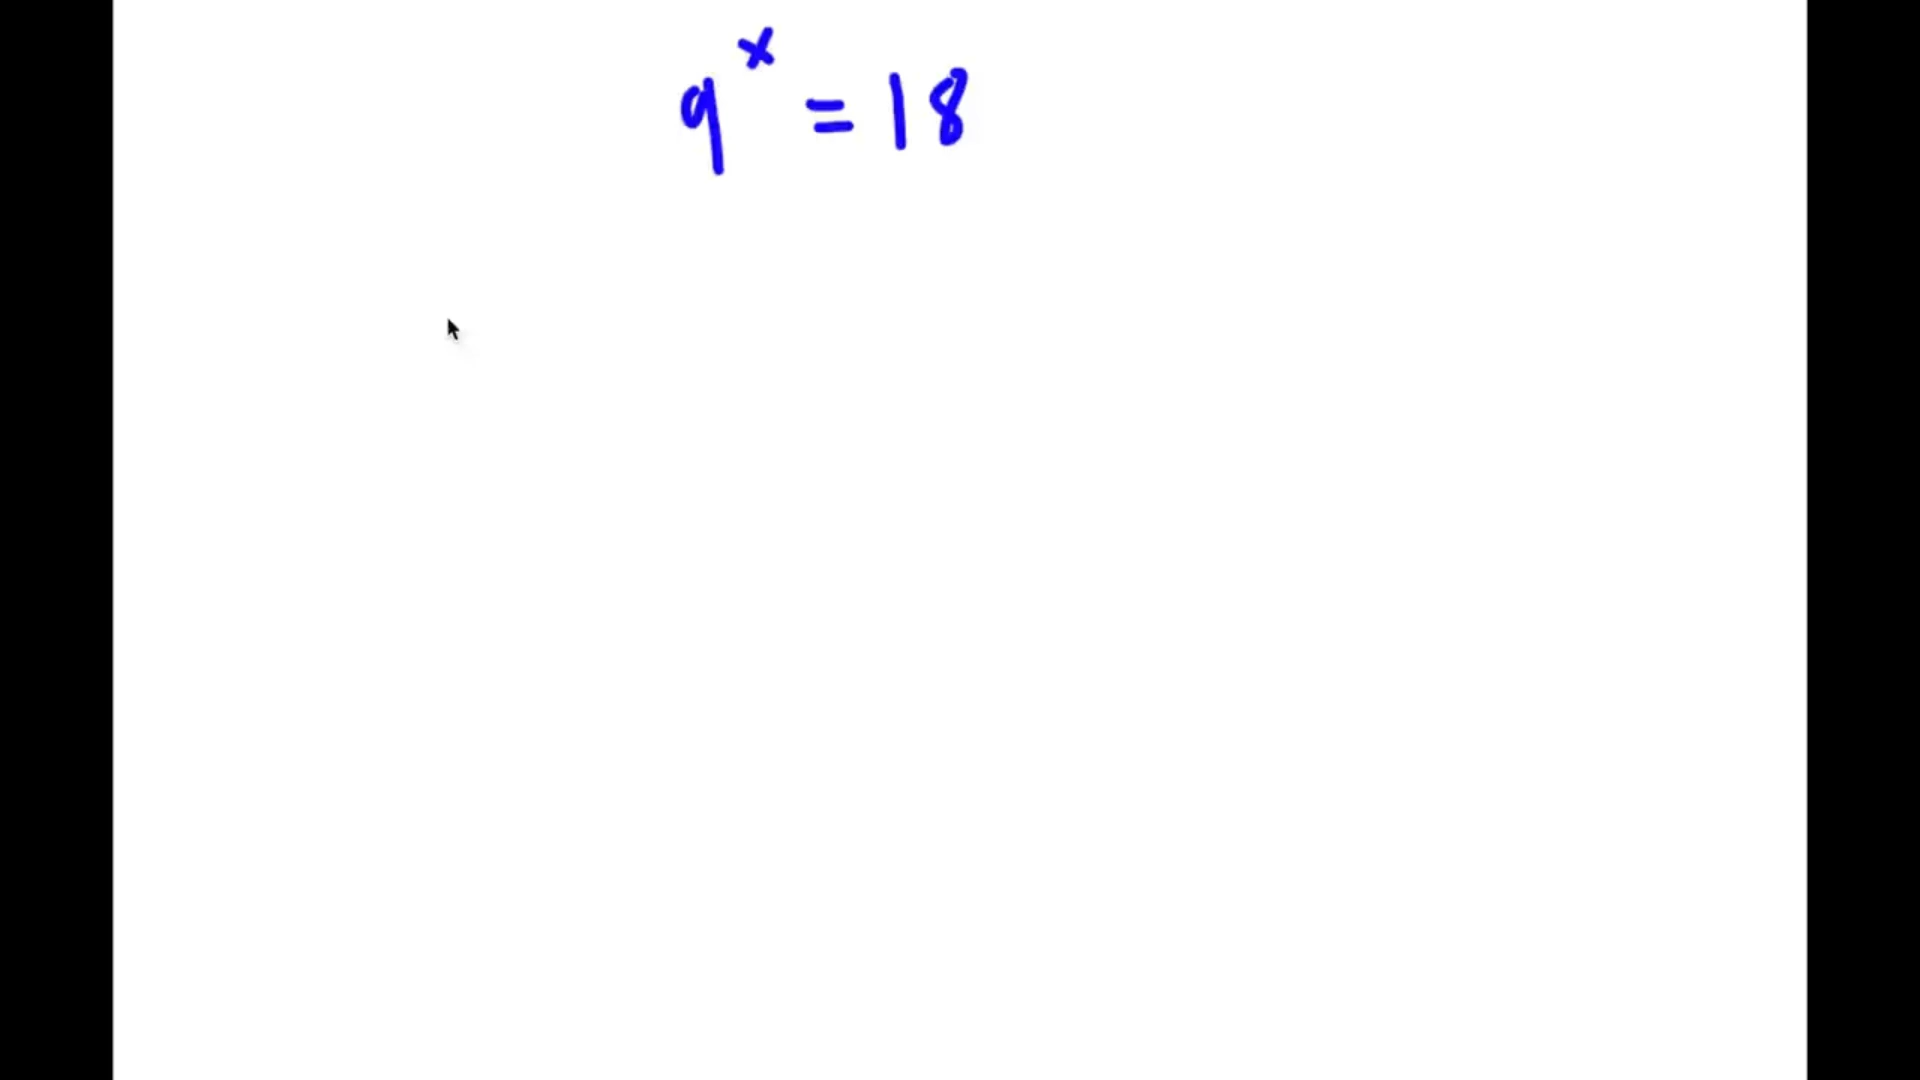 9^x = 18